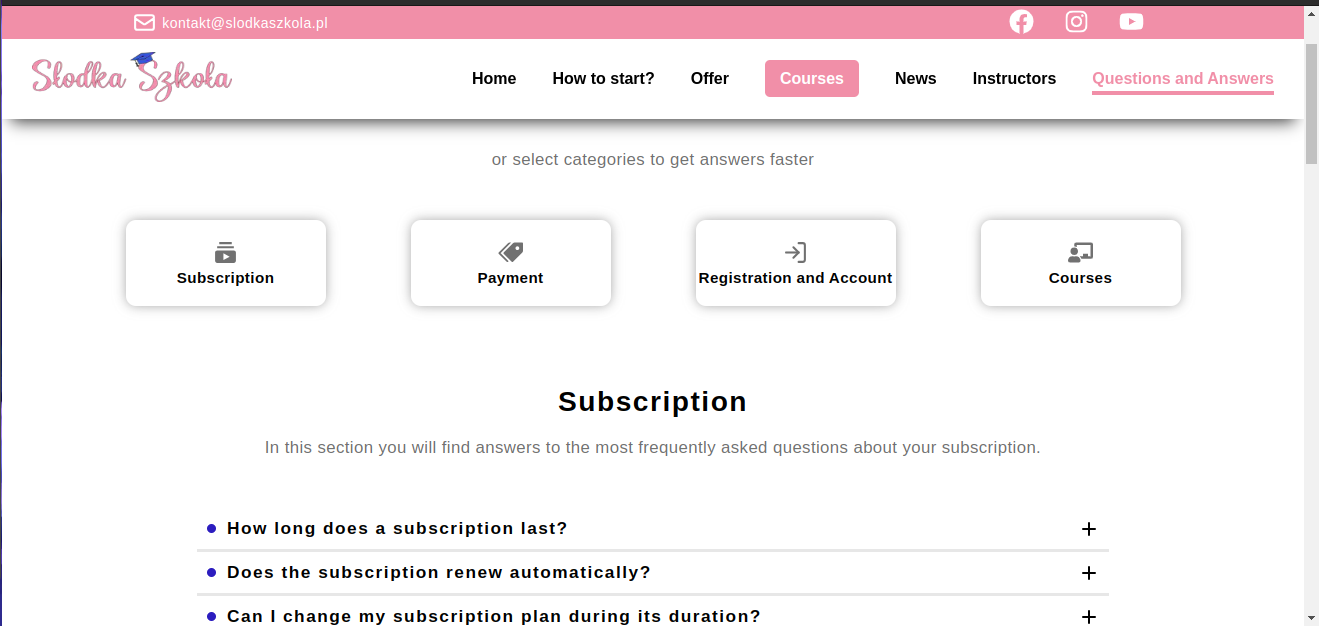 kontakt@slodkaszkola.pl
Słodka Szkoła
Home How to start? Offer Courses News Instructors Questions and Answers
or select categories to get answers faster
Subscription Payment Registration and Account Courses
Subscription
In this section you will find answers to the most frequently asked questions about your subscription.
How long does a subscription last?
Does the subscription renew automatically?
Can I change my subscription plan during its duration?